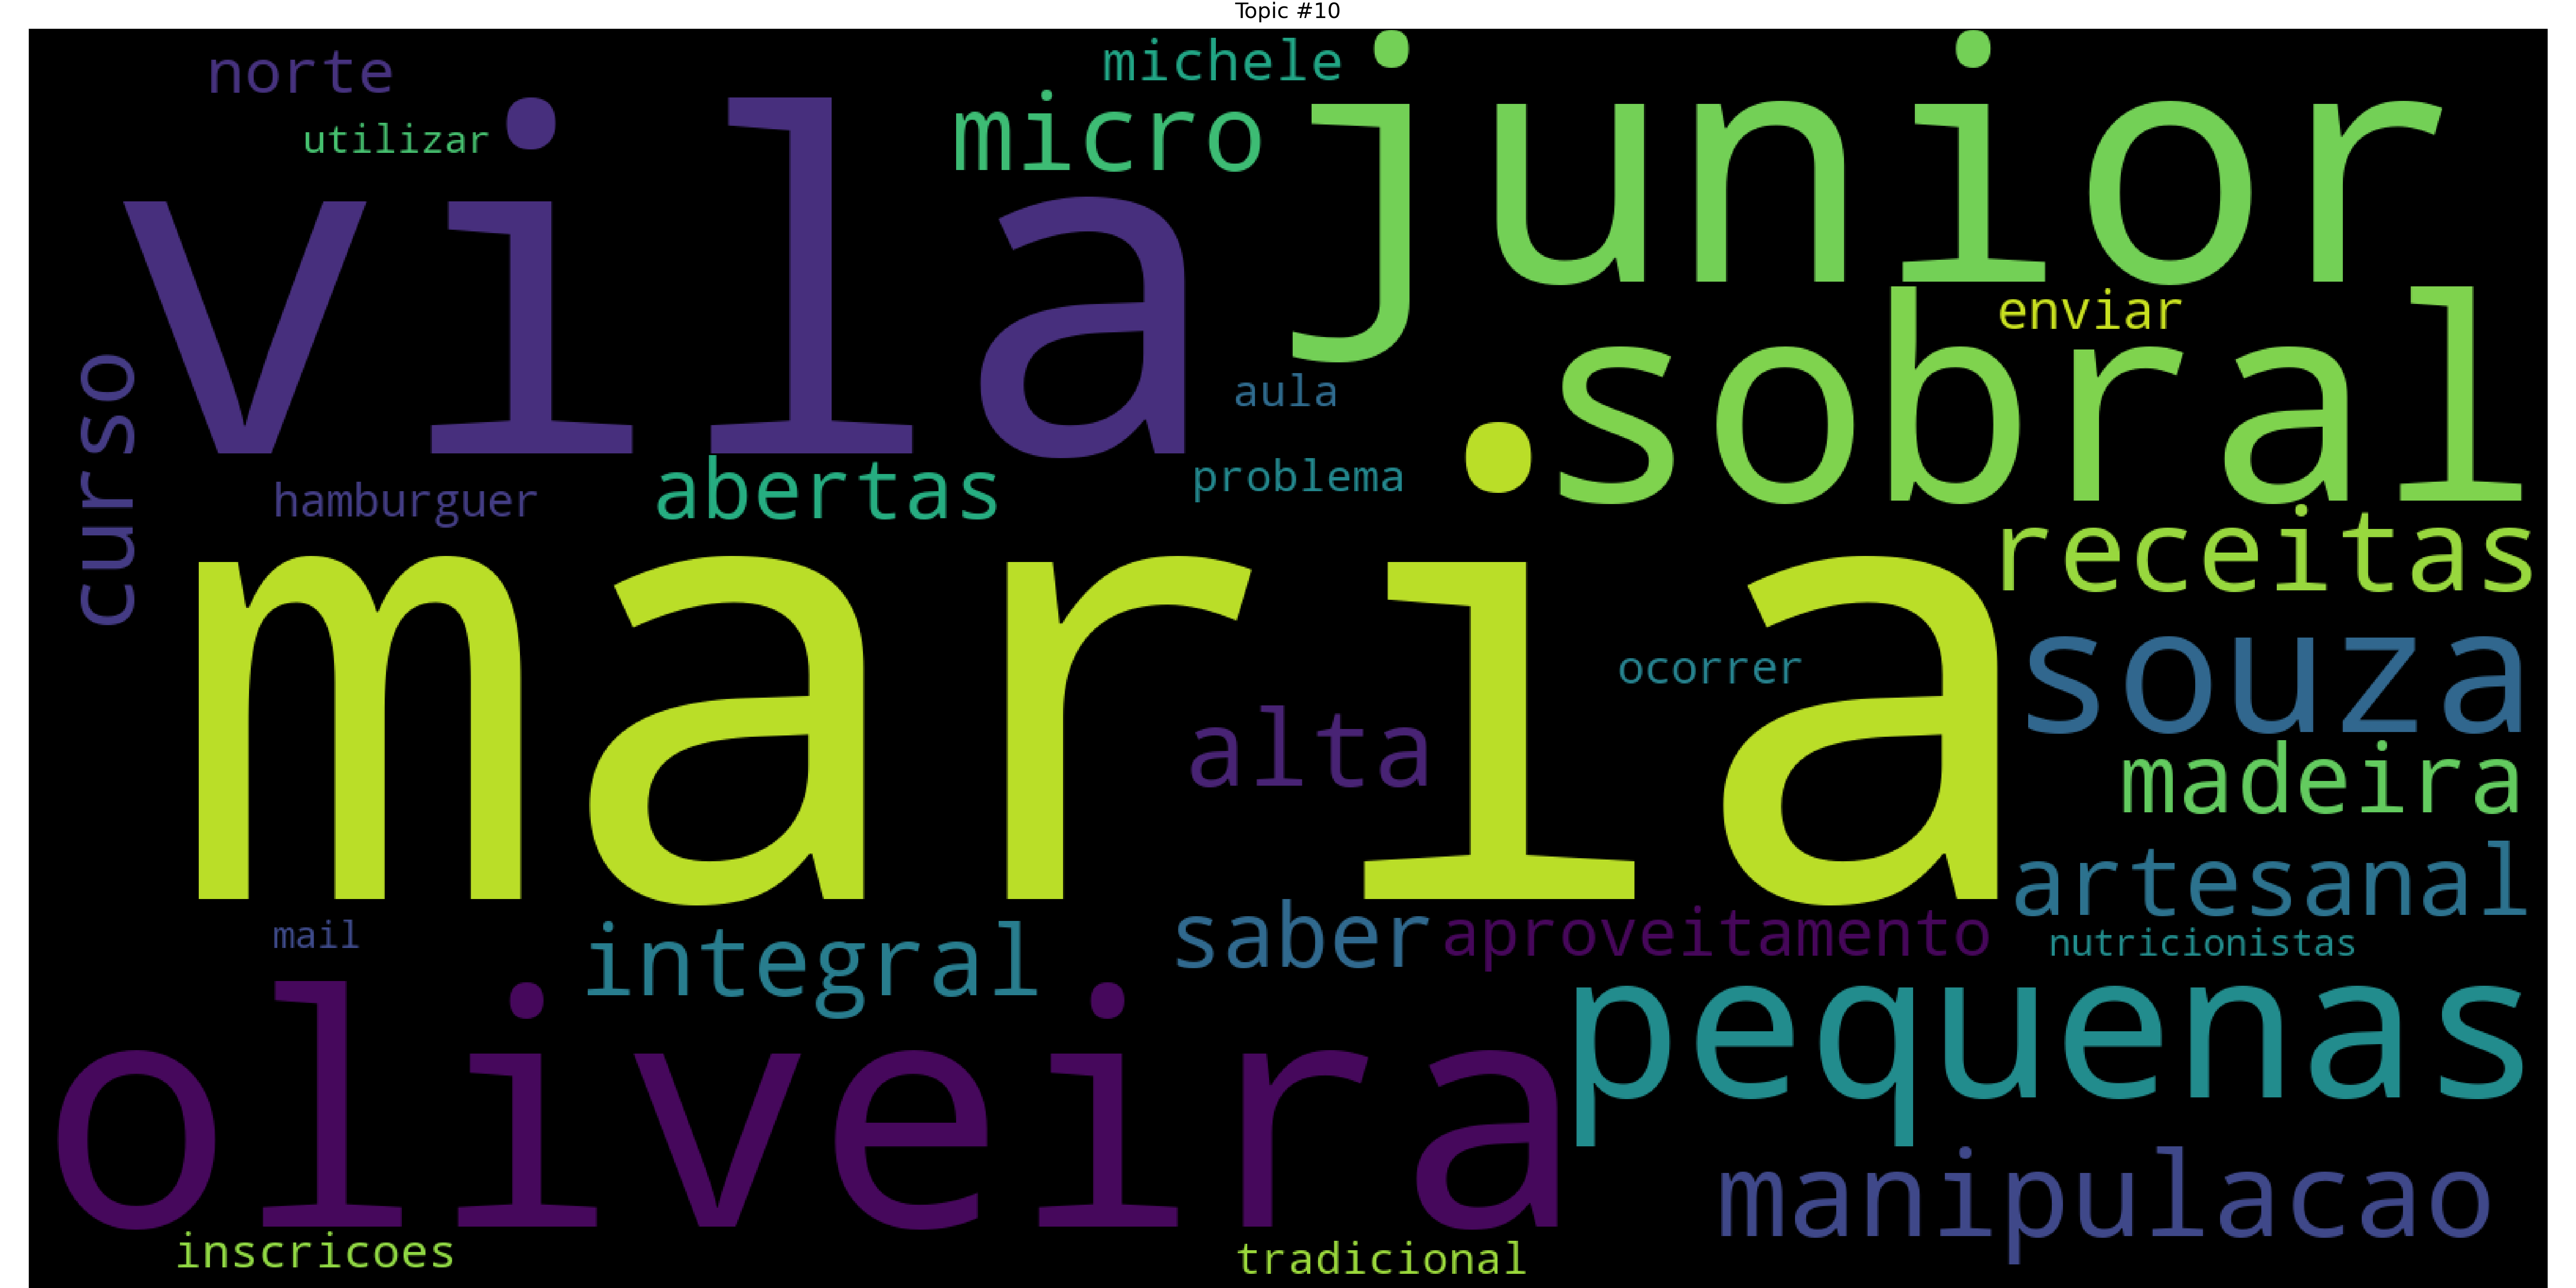 Topic #10
norte
michele
junior
utilizar
micro
vila
enviar
sobral
curso
aula
problema
hamburguer
abertas
receitas
maria
ocorrer
souza
alta
madeira
artesanal
mail
integral
saber
aproveitamento
nutricionistas
oliveira
pequenas
manipulacao
inscricoes
tradicional